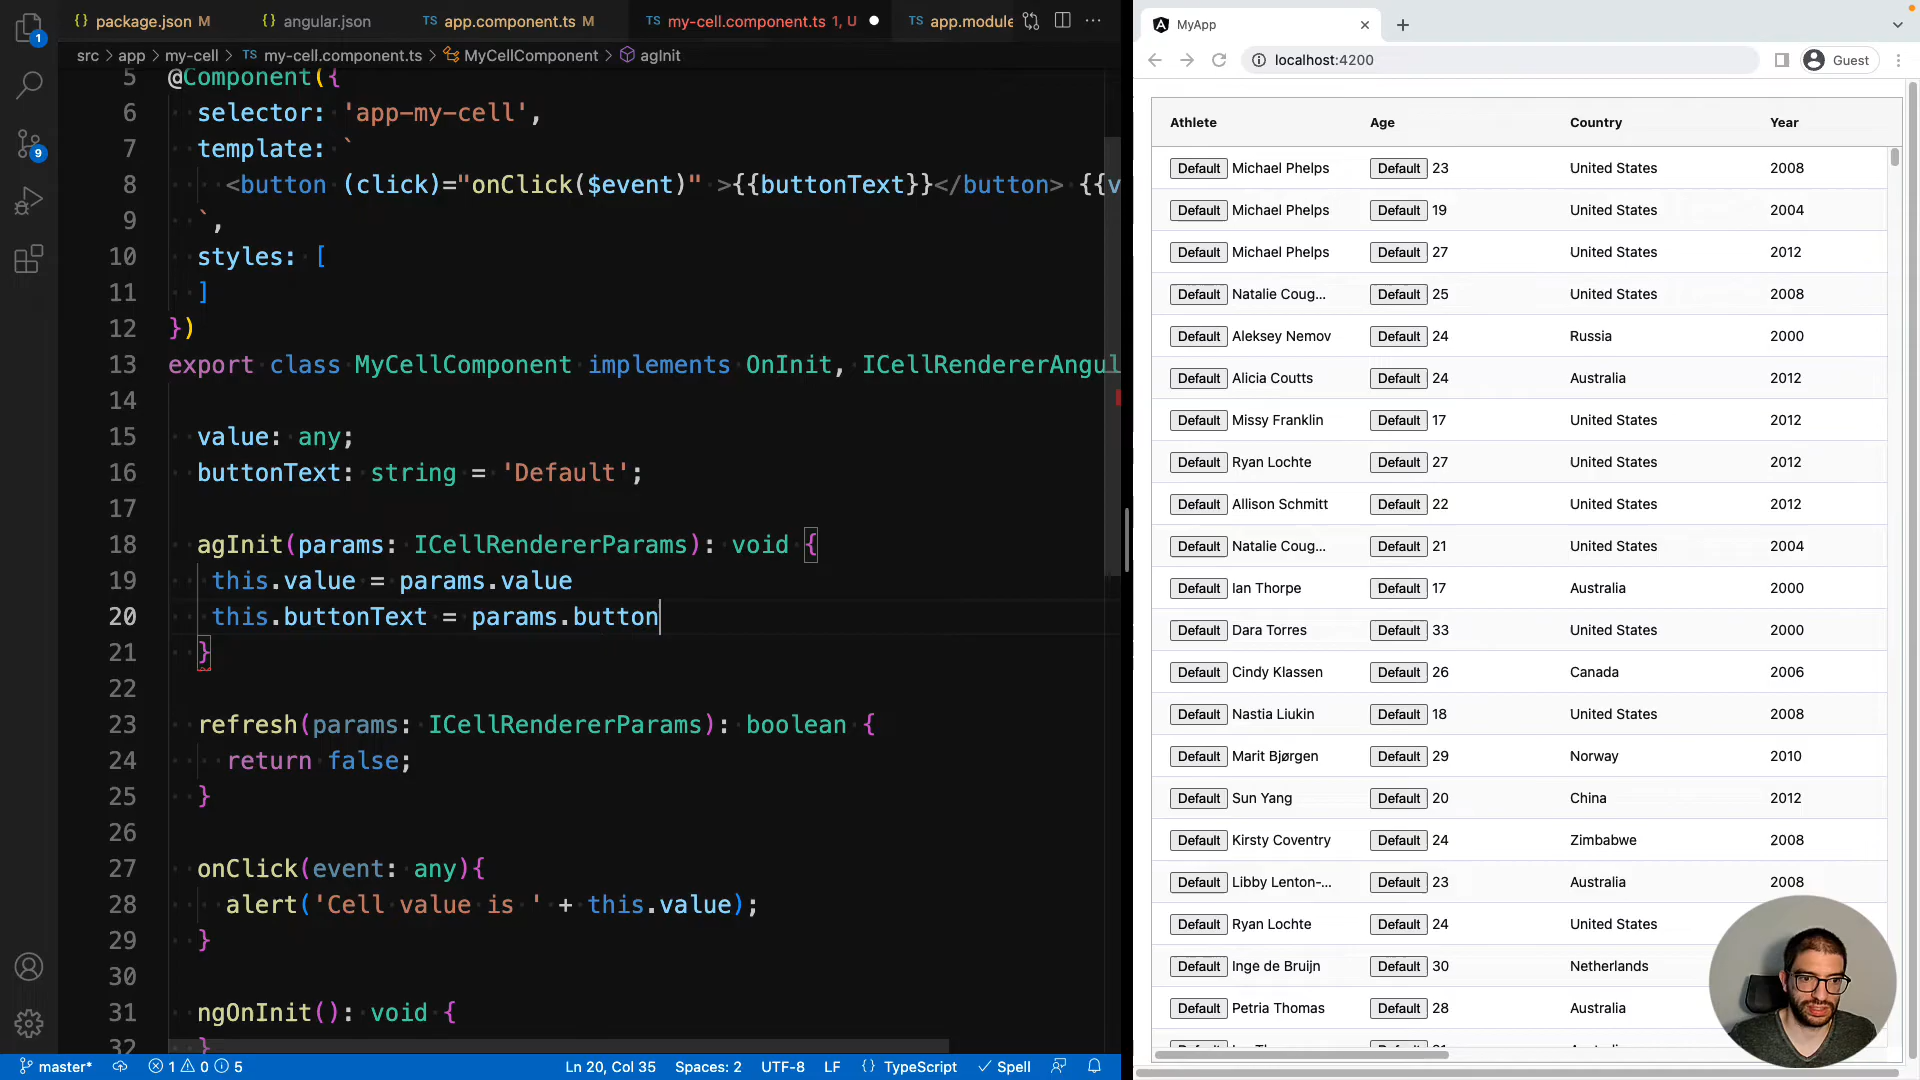 package.json M
angular.json
TS app.component.ts M
TS my-cell.component.ts 1, U
TS app.module
src > app > my-cell > TS my-cell.component.ts > MyCellComponent > agInit
5 @Component({
6 selector: 'app-my-cell',
7 template: `
8 <button (click)="onClick($event)" >{{buttonText}}</button> {{v
9 `,
10 styles: [
11 ]
12 })
13 export class MyCellComponent implements OnInit, ICellRendererAngul
14
15 value: any;
16 buttonText: string = 'Default';
17
18 agInit(params: ICellRendererParams): void {
19 this.value = params.value
20 this.buttonText = params.button
21 }
22
23 refresh(params: ICellRendererParams): boolean {
24 return false;
25 }
26
27 onClick(event: any){
28 alert('Cell value is ' + this.value);
29 }
30
31 ngOnInit(): void {
32 }
1
9
master* 1 0 5 Ln 20, Col 35 Spaces: 2 UTF-8 LF {} TypeScript Spell
MyApp
localhost:4200 Guest
Athlete Age Country Year
Default Michael Phelps Default 23 United States 2008
Default Michael Phelps Default 19 United States 2004
Default Michael Phelps Default 27 United States 2012
Default Natalie Coug... Default 25 United States 2008
Default Aleksey Nemov Default 24 Russia 2000
Default Alicia Coutts Default 24 Australia 2012
Default Missy Franklin Default 17 United States 2012
Default Ryan Lochte Default 27 United States 2012
Default Allison Schmitt Default 22 United States 2012
Default Natalie Coug... Default 21 United States 2004
Default Ian Thorpe Default 17 Australia 2000
Default Dara Torres Default 33 United States 2000
Default Cindy Klassen Default 26 Canada 2006
Default Nastia Liukin Default 18 United States 2008
Default Marit Bjørgen Default 29 Norway 2010
Default Sun Yang Default 20 China 2012
Default Kirsty Coventry Default 24 Zimbabwe 2008
Default Libby Lenton-... Default 23 Australia 2008
Default Ryan Lochte Default 24 United States
Default Inge de Bruijn Default 30 Netherlands
Default Petria Thomas Default 28 Australia